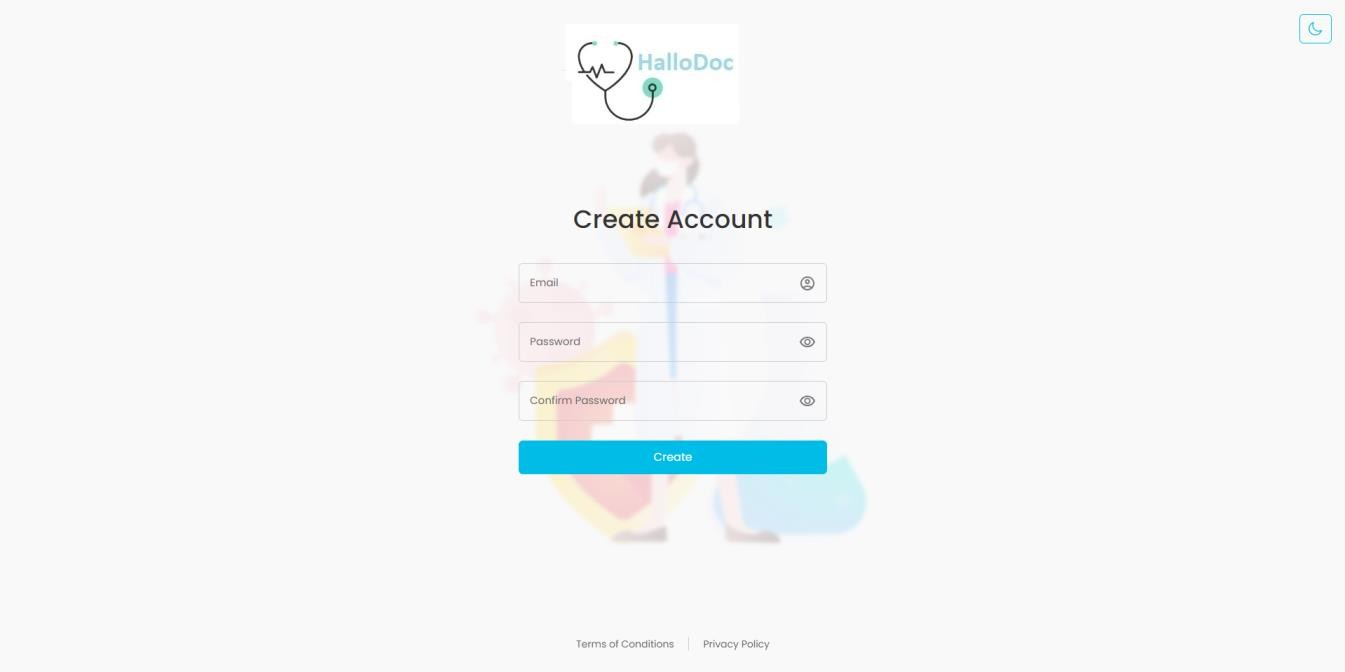 HalloDoc
Create Account
Email
Password
Confirm Password
Create
Terms of Conditions
Privacy Policy